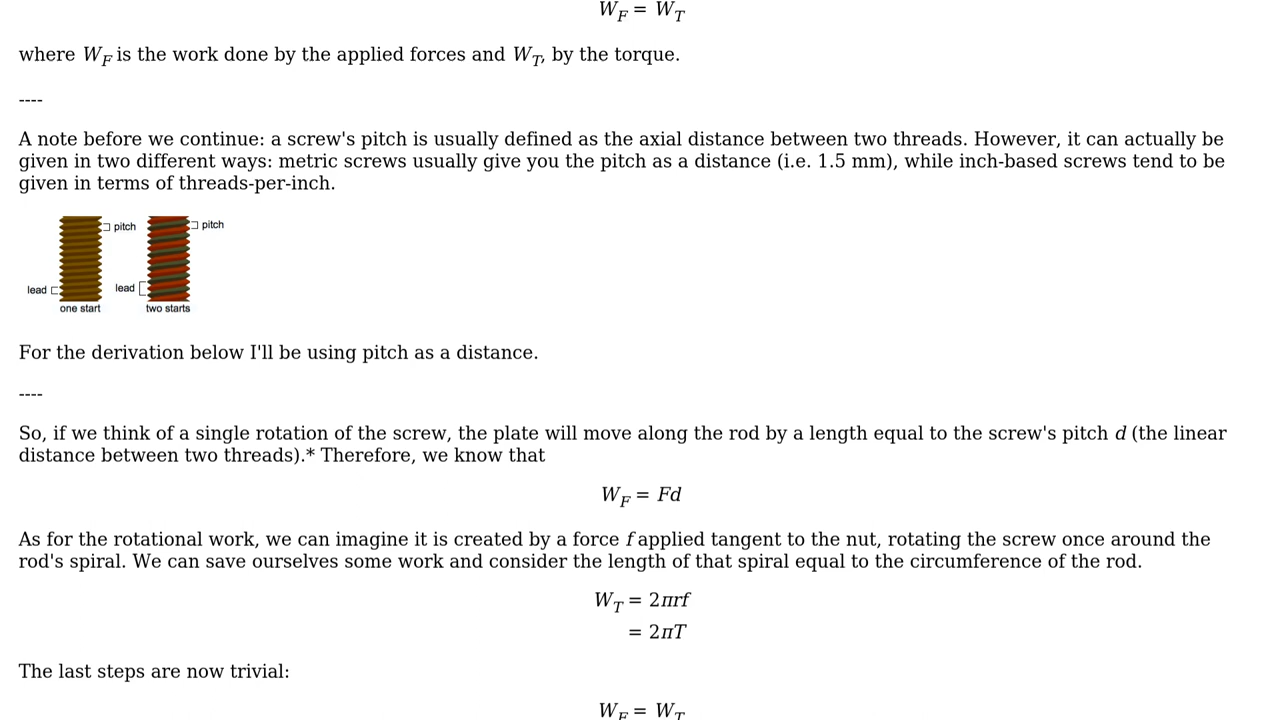 W_F = W_T
where W_F is the work done by the applied forces and W_T, by the torque.
----
A note before we continue: a screw's pitch is usually defined as the axial distance between two threads. However, it can actually be
given in two different ways: metric screws usually give you the pitch as a distance (i.e. 1.5 mm), while inch-based screws tend to be
given in terms of threads-per-inch.
pitch
pitch
lead
lead
one start
two starts
For the derivation below I'll be using pitch as a distance.
----
So, if we think of a single rotation of the screw, the plate will move along the rod by a length equal to the screw's pitch d (the linear
distance between two threads).* Therefore, we know that
W_F = Fd
As for the rotational work, we can imagine it is created by a force f applied tangent to the nut, rotating the screw once around the
rod's spiral. We can save ourselves some work and consider the length of that spiral equal to the circumference of the rod.
W_T = 2πrf
= 2πT
The last steps are now trivial:
W_F = W_T